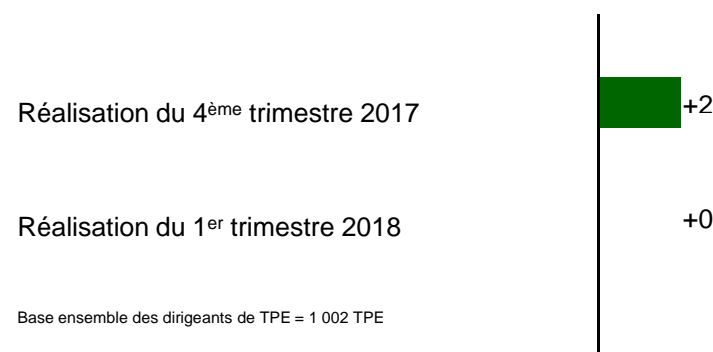 Réalisation du 4ème trimestre 2017 +2
Réalisation du 1er trimestre 2018 +0
Base ensemble des dirigeants de TPE = 1 002 TPE